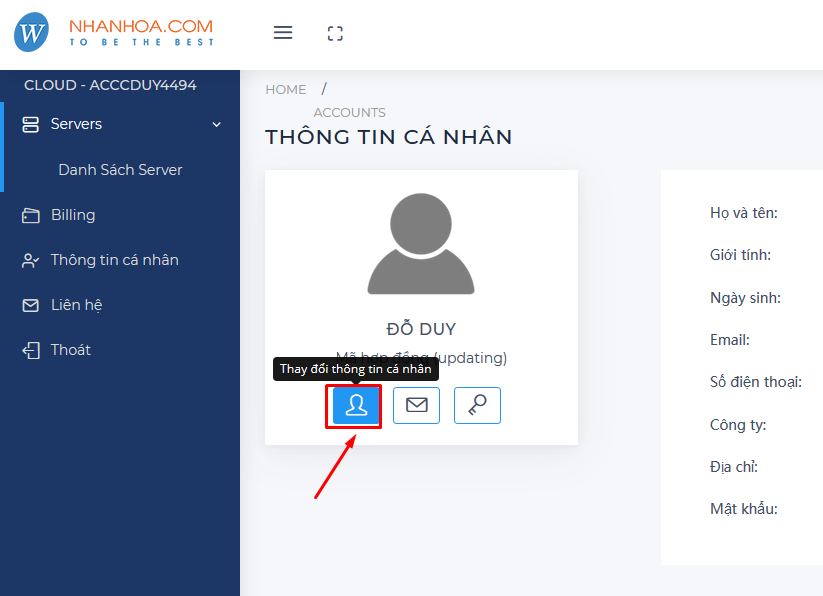 W
NHANHOA.COM
TO BE THE BEST
CLOUD - ACCCDUY4494
Servers
Danh Sách Server
Billing
Thông tin cá nhân
Liên hệ
Thoát
HOME /
ACCOUNTS
THÔNG TIN CÁ NHÂN
ĐỖ DUY
Mã hợp đồng (updating)
Thay đổi thông tin cá nhân
Họ và tên:
Giới tính:
Ngày sinh:
Email:
Số điện thoại:
Công ty:
Địa chỉ:
Mật khẩu: